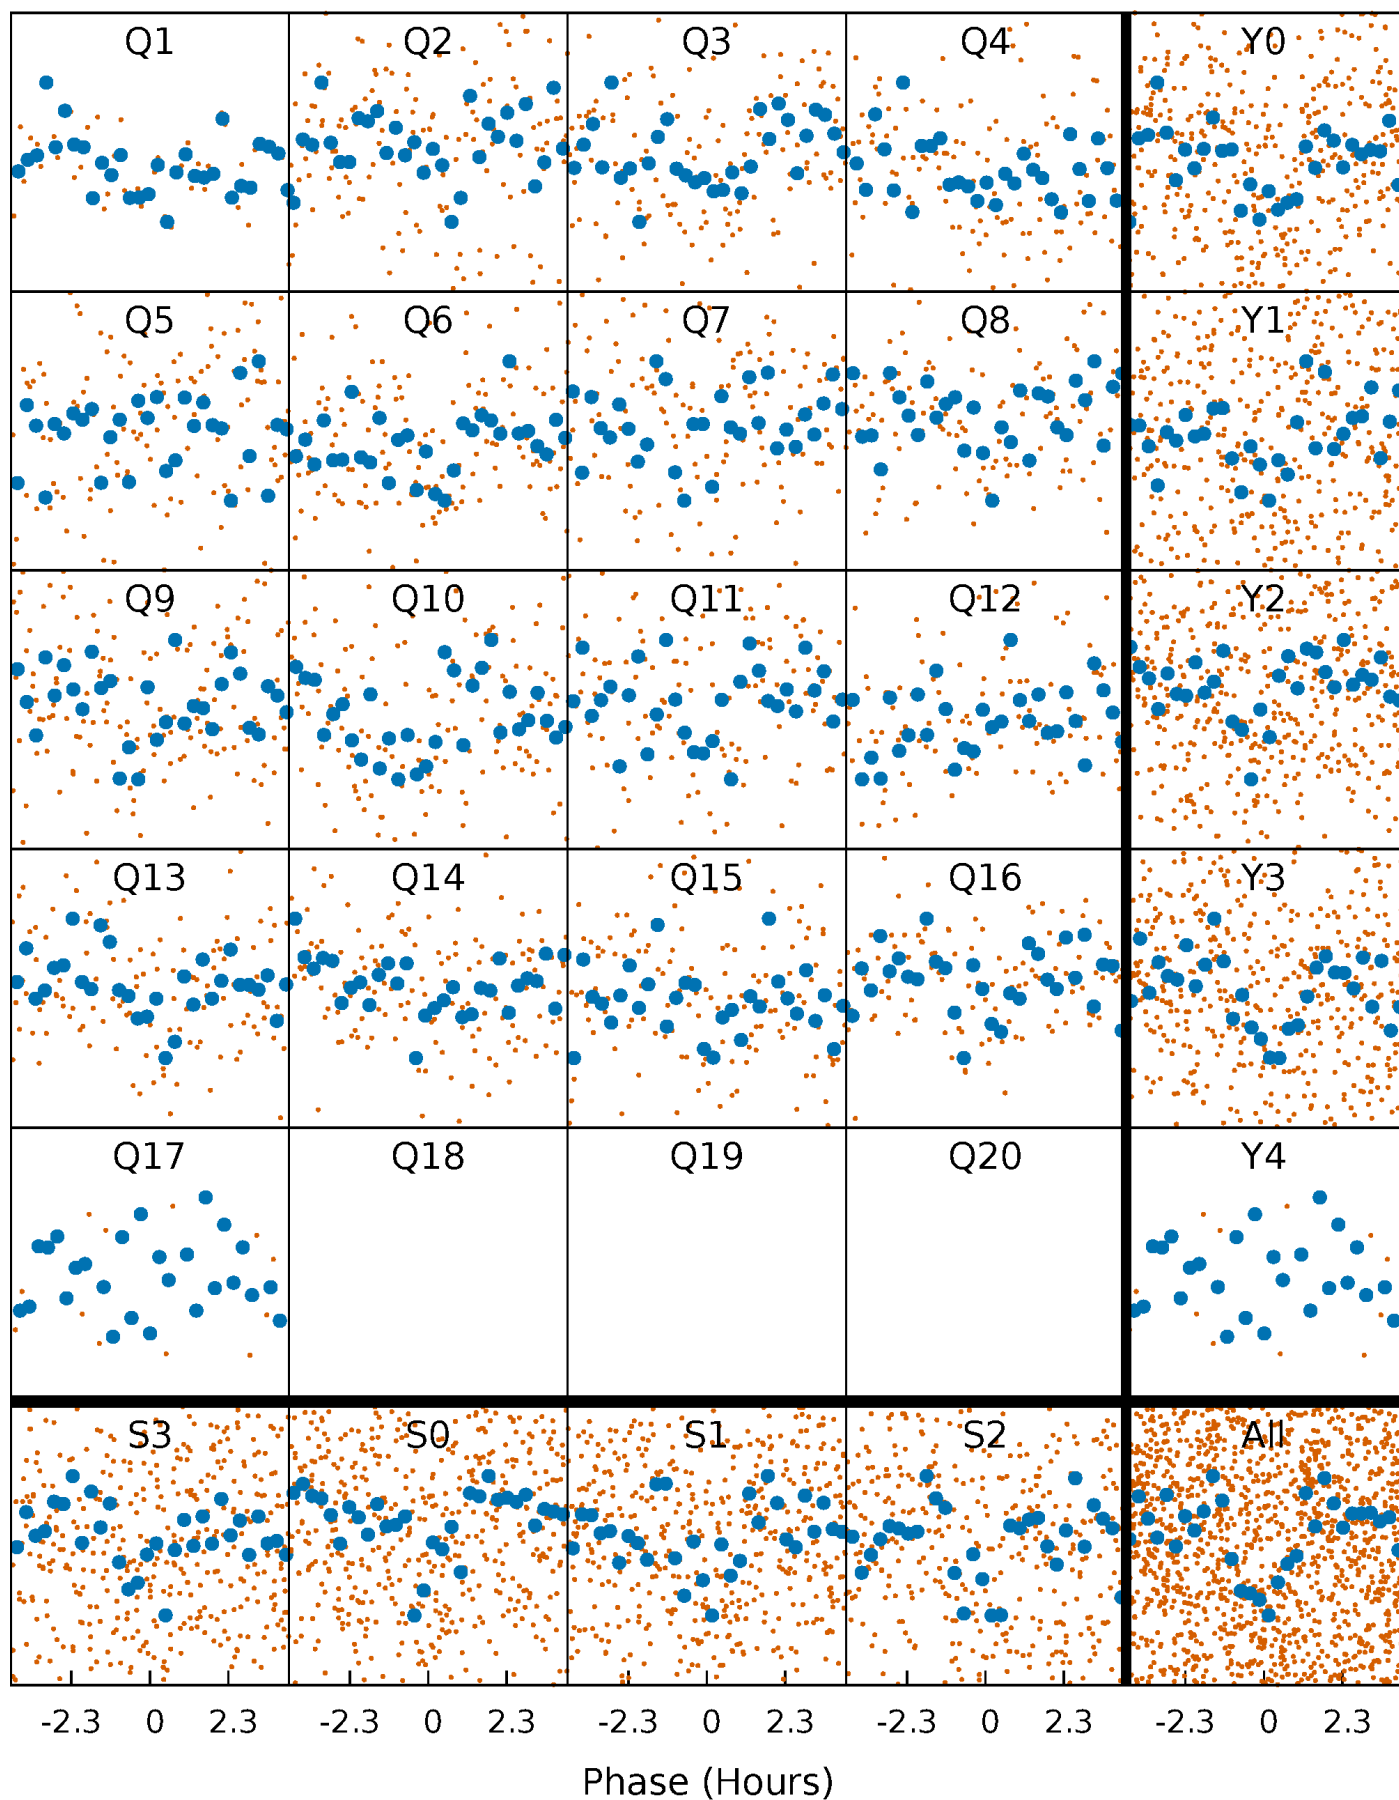 Q1 Q2 Q3 Q4 Y0
Q5 Q6 Q7 Q8 Y1
Q9 Q10 Q11 Q12 Y2
Q13 Q14 Q15 Q16 Y3
Q17 Q18 Q19 Q20 Y4
S3 S0 S1 S2 All
-2.3 0 2.3 -2.3 0 2.3 -2.3 0 2.3 -2.3 0 2.3 -2.3 0 2.3
Phase (Hours)